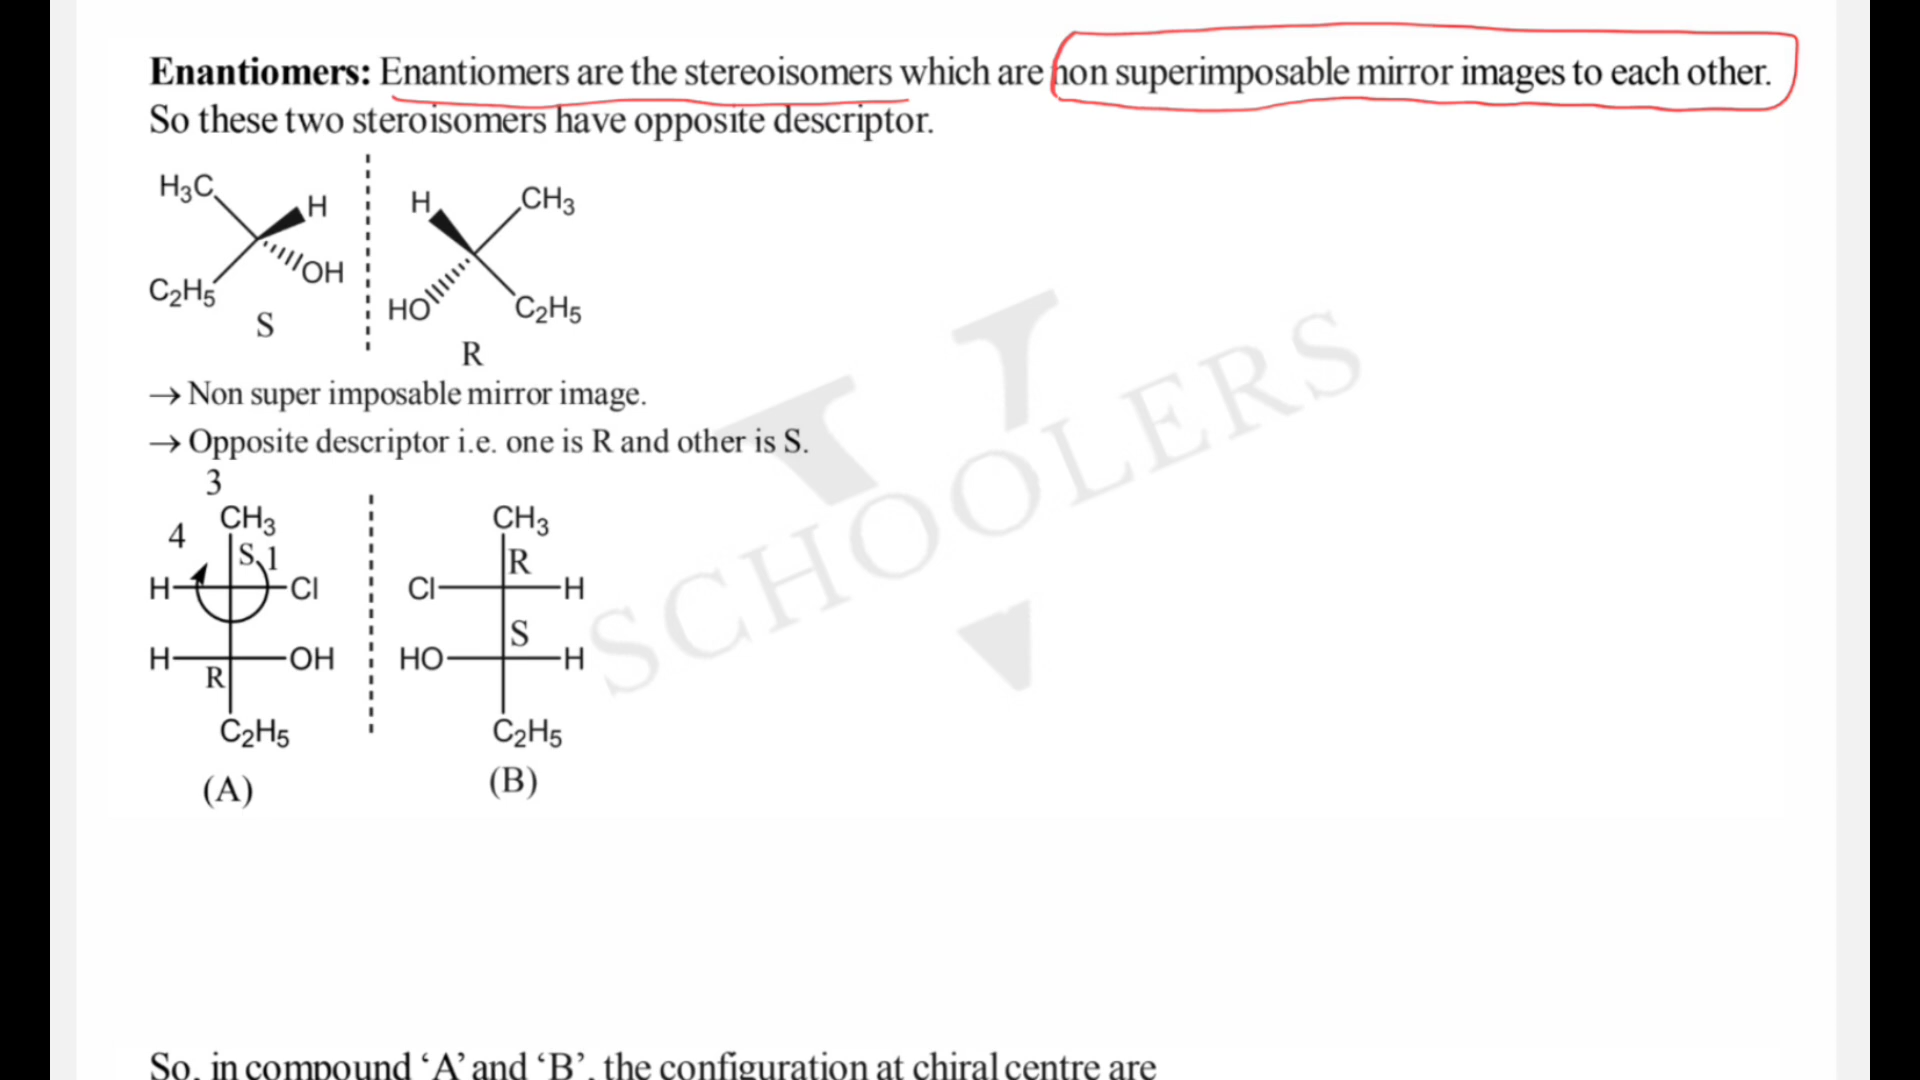 Enantiomers: Enantiomers are the stereoisomers which are non superimposable mirror images to each other.
So these two steroisomers have opposite descriptor.
H3C H H CH3
C2H5 OH HO C2H5
S R
→ Non super imposable mirror image.
→ Opposite descriptor i.e. one is R and other is S.
3
CH3 CH3
4 S 1 R
H Cl Cl H
S
H OH HO H
R
C2H5 C2H5
(A) (B)
SCHOOLERS
So, in compound ‘A’ and ‘B’, the configuration at chiral centre are